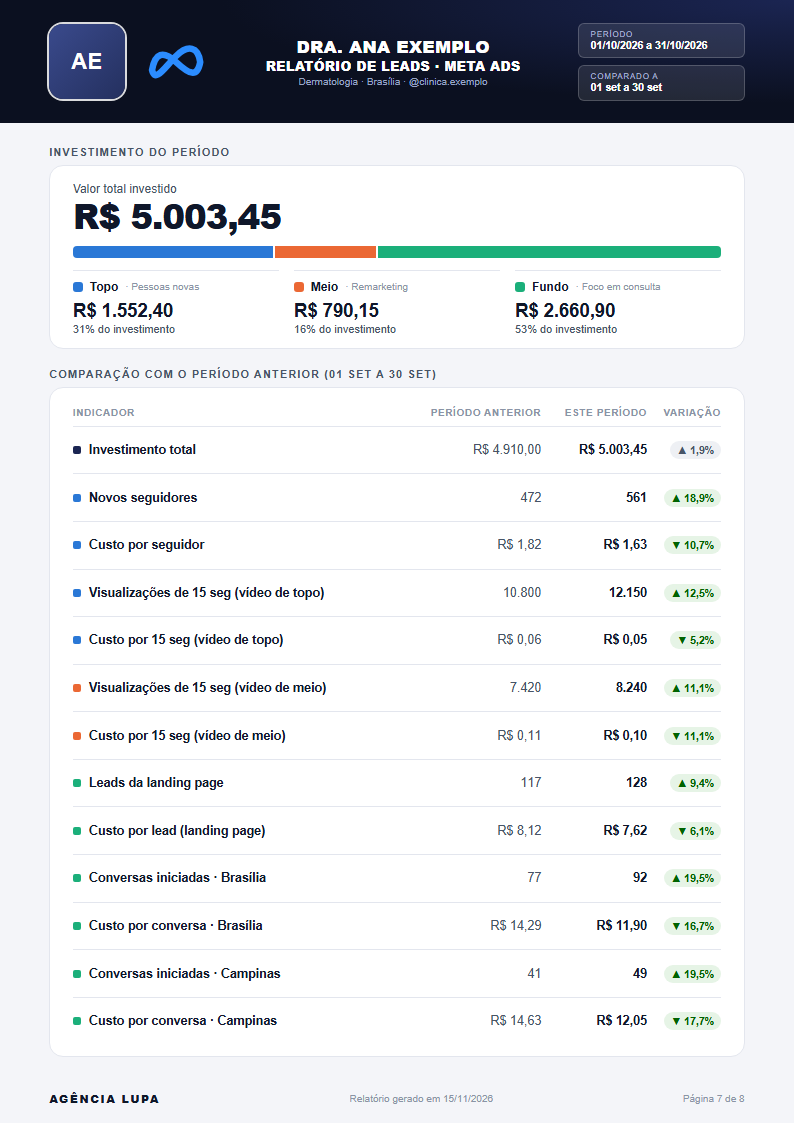 AE
DRA. ANA EXEMPLO
RELATÓRIO DE LEADS · META ADS
Dermatologia · Brasília · @clinica.exemplo
PERÍODO
01/10/2026 a 31/10/2026
COMPARADO A
01 set a 30 set
INVESTIMENTO DO PERÍODO
Valor total investido
R$ 5.003,45
Topo · Pessoas novas
R$ 1.552,40
31% do investimento
Meio · Remarketing
R$ 790,15
16% do investimento
Fundo · Foco em consulta
R$ 2.660,90
53% do investimento
COMPARAÇÃO COM O PERÍODO ANTERIOR (01 SET A 30 SET)
INDICADOR PERÍODO ANTERIOR ESTE PERÍODO VARIAÇÃO
Investimento total R$ 4.910,00 R$ 5.003,45 ▲ 1,9%
Novos seguidores 472 561 ▲ 18,9%
Custo por seguidor R$ 1,82 R$ 1,63 ▼ 10,7%
Visualizações de 15 seg (vídeo de topo) 10.800 12.150 ▲ 12,5%
Custo por 15 seg (vídeo de topo) R$ 0,06 R$ 0,05 ▼ 5,2%
Visualizações de 15 seg (vídeo de meio) 7.420 8.240 ▲ 11,1%
Custo por 15 seg (vídeo de meio) R$ 0,11 R$ 0,10 ▼ 11,1%
Leads da landing page 117 128 ▲ 9,4%
Custo por lead (landing page) R$ 8,12 R$ 7,62 ▼ 6,1%
Conversas iniciadas · Brasília 77 92 ▲ 19,5%
Custo por conversa · Brasília R$ 14,29 R$ 11,90 ▼ 16,7%
Conversas iniciadas · Campinas 41 49 ▲ 19,5%
Custo por conversa · Campinas R$ 14,63 R$ 12,05 ▼ 17,7%
AGÊNCIA LUPA Relatório gerado em 15/11/2026 Página 7 de 8